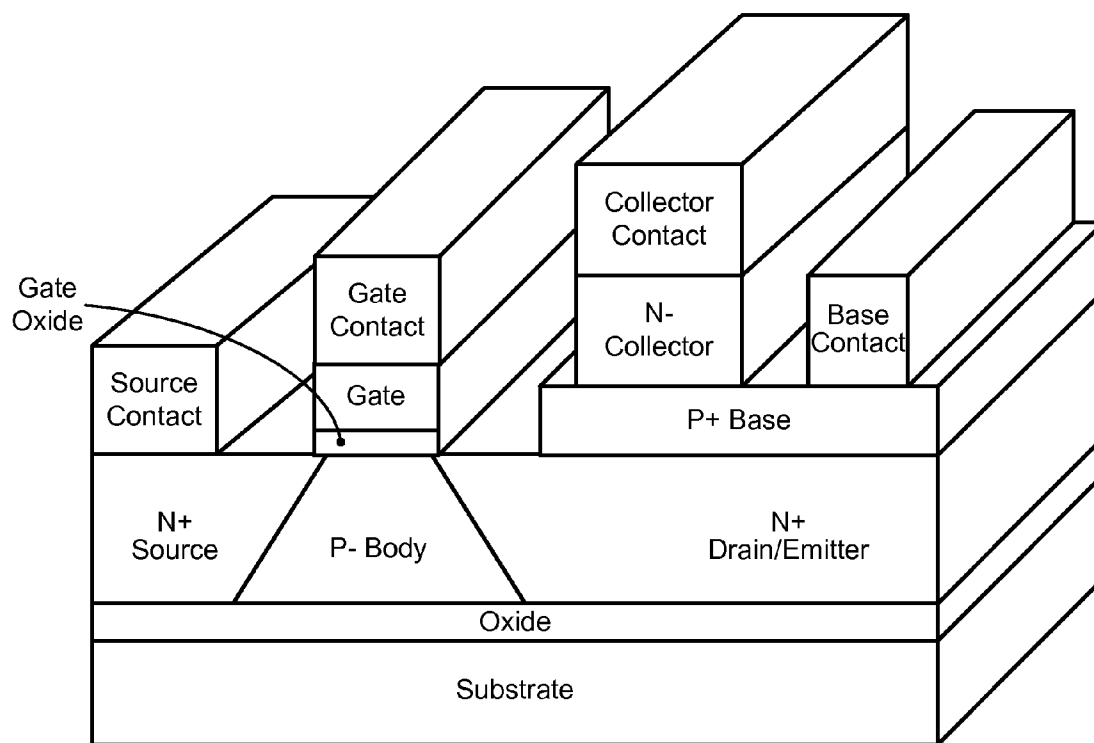 Collector
Contact
Gate
Oxide
Gate
Contact
N-
Collector
Base
Contact
Source
Contact
Gate
P+ Base
N+
Source
P- Body
N+
Drain/Emitter
Oxide
Substrate